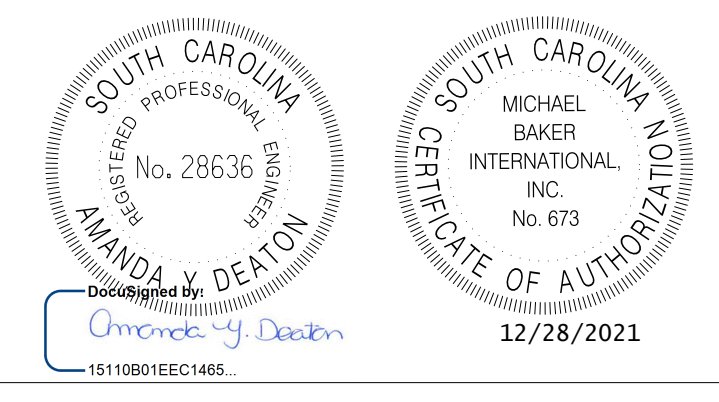 SOUTH CAROLINA
REGISTERED PROFESSIONAL ENGINEER
No. 28636
AMANDA Y DEATON
DocuSigned by:
Amanda Y. Deaton
15110B01EEC1465...
SOUTH CAROLINA
MICHAEL
BAKER
INTERNATIONAL,
INC.
No. 673
CERTIFICATE OF AUTHORIZATION
12/28/2021